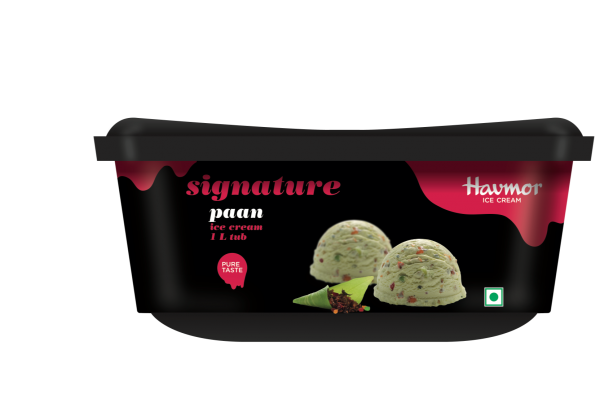 signature
Havmor
ICE CREAM
paan
ice cream
1 L tub
PURE
TASTE